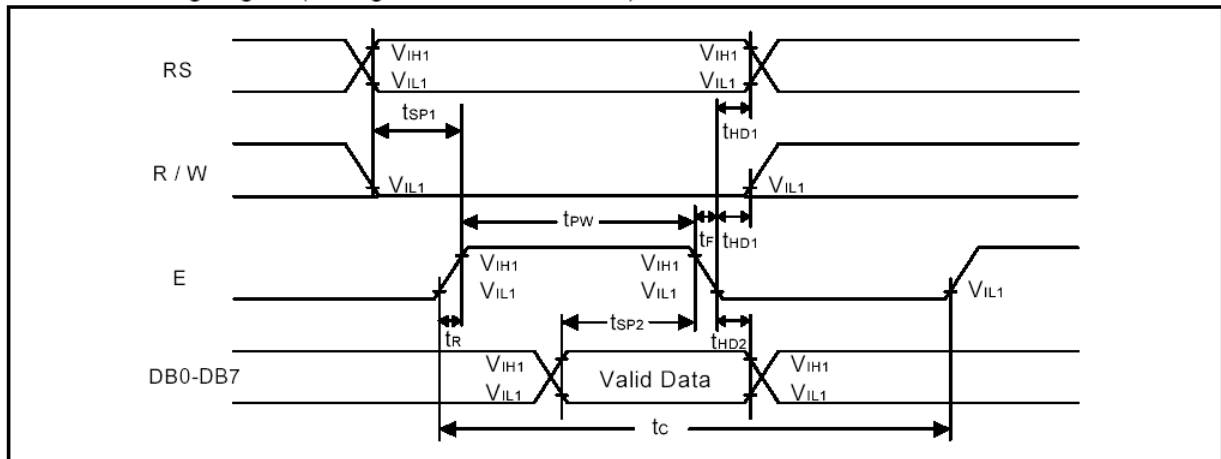 RS
VIH1
VIL1
VIH1
VIL1
tSP1
tHD1
R / W
VIL1
VIL1
tPW
tF
tHD1
E
VIH1
VIL1
VIH1
VIL1
VIL1
tR
tSP2
tHD2
DB0-DB7
VIH1
VIL1
Valid Data
VIH1
VIL1
tC